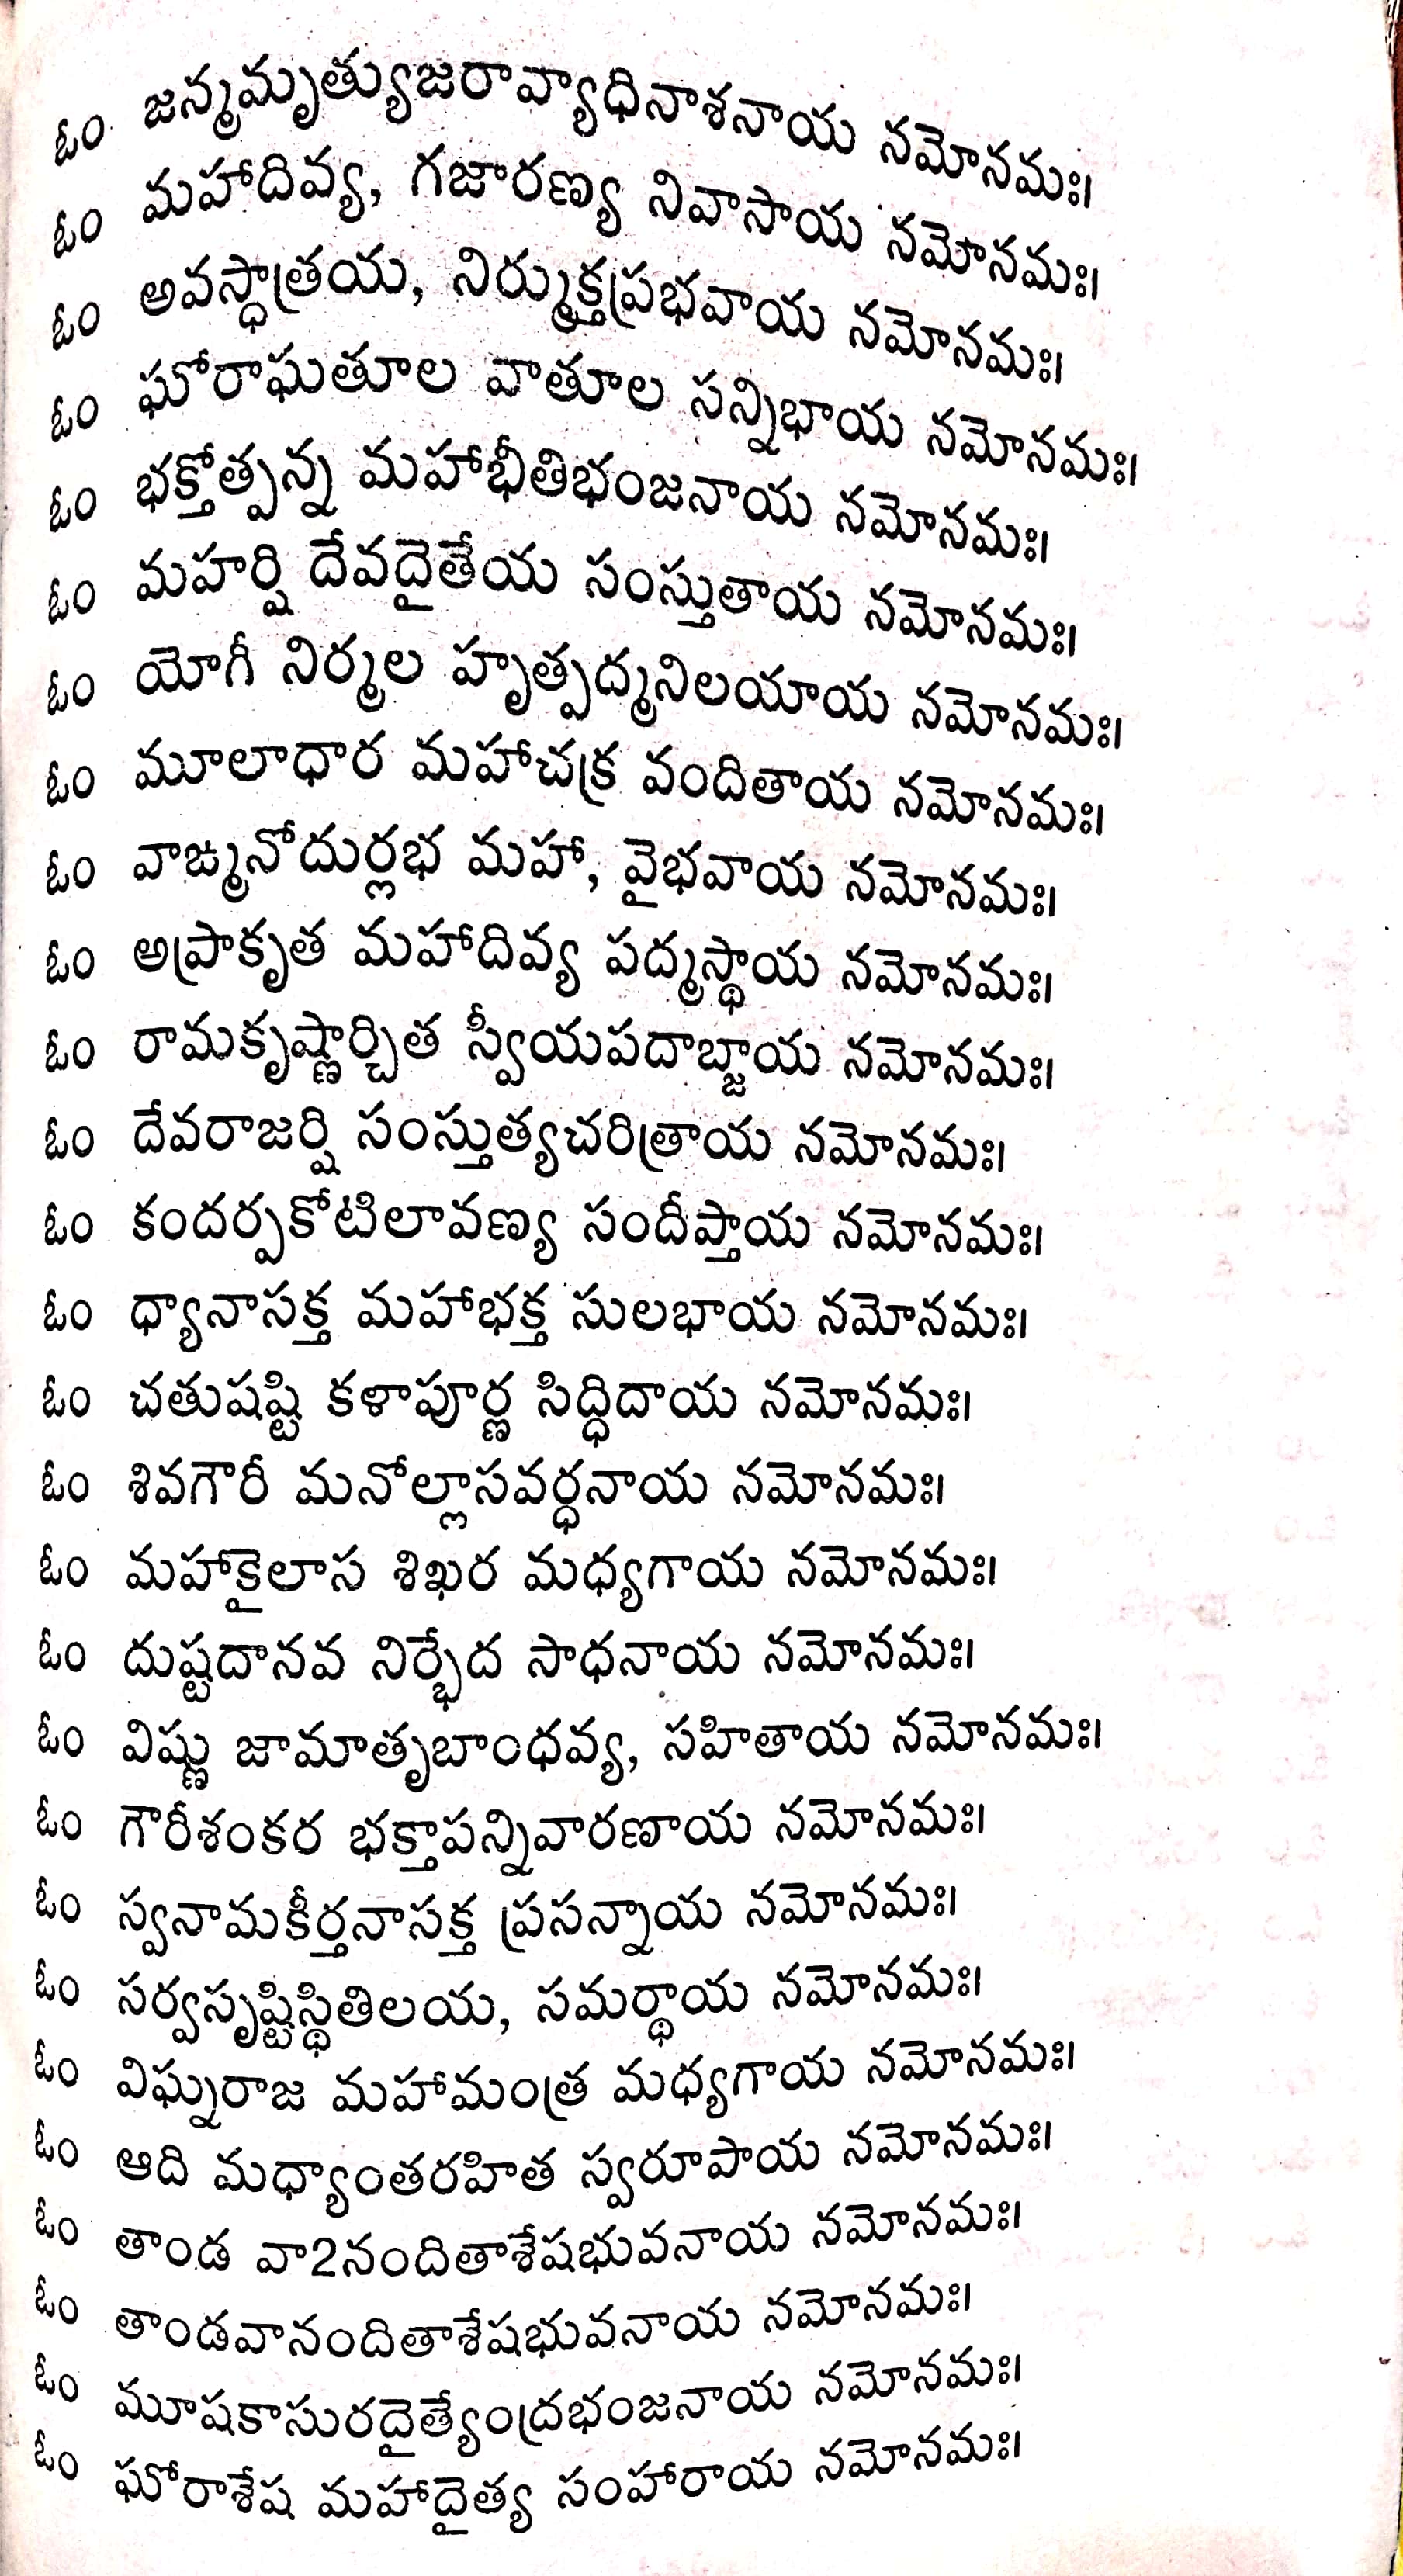 ఓం జన్మమృత్యుజరావ్యాధినాశనాయ నమోనమః।
ఓం మహాదివ్య, గజారణ్య నివాసాయ నమోనమః।
ఓం అవస్థాత్రయ, నిర్ముక్తప్రభవాయ నమోనమః।
ఓం ఘోరాఘతూల వాతూల సన్నిభాయ నమోనమః।
ఓం భక్తోత్పన్న మహాభీతిభంజనాయ నమోనమః।
ఓం మహర్షి దేవదైతేయ సంస్తుతాయ నమోనమః।
ఓం యోగీ నిర్మల హృత్పద్మనిలయాయ నమోనమః।
ఓం మూలాధార మహాచక్ర వందితాయ నమోనమః।
ఓం వాఙ్మనోదుర్లభ మహా, వైభవాయ నమోనమః।
ఓం అప్రాకృత మహాదివ్య పద్మస్థాయ నమోనమః।
ఓం రామకృష్ణార్చిత స్వీయపదాబ్జాయ నమోనమః।
ఓం దేవరాజర్షి సంస్తుత్యచరిత్రాయ నమోనమః।
ఓం కందర్పకోటిలావణ్య సందీప్తాయ నమోనమః।
ఓం ధ్యానాసక్త మహాభక్త సులభాయ నమోనమః।
ఓం చతుషష్టి కళాపూర్ణ సిద్ధిదాయ నమోనమః।
ఓం శివగౌరీ మనోల్లాసవర్ధనాయ నమోనమః।
ఓం మహాకైలాస శిఖర మధ్యగాయ నమోనమః।
ఓం దుష్టదానవ నిర్భేద సాధనాయ నమోనమః।
ఓం విష్ణు జామాతృబాంధవ్య, సహితాయ నమోనమః।
ఓం గౌరీశంకర భక్తాపన్నివారణాయ నమోనమః।
ఓం స్వనామకీర్తనాసక్త ప్రసన్నాయ నమోనమః।
ఓం సర్వసృష్టిస్థితిలయ, సమర్థాయ నమోనమః।
ఓం విఘ్నరాజ మహామంత్ర మధ్యగాయ నమోనమః।
ఓం ఆది మధ్యాంతరహిత స్వరూపాయ నమోనమః।
ఓం తాండ వా2నందితాశేషభువనాయ నమోనమః।
ఓం తాండవానందితాశేషభువనాయ నమోనమః।
ఓం మూషకాసురదైత్యేంద్రభంజనాయ నమోనమః।
ఓం ఘోరాశేష మహాదైత్య సంహారాయ నమోనమః।